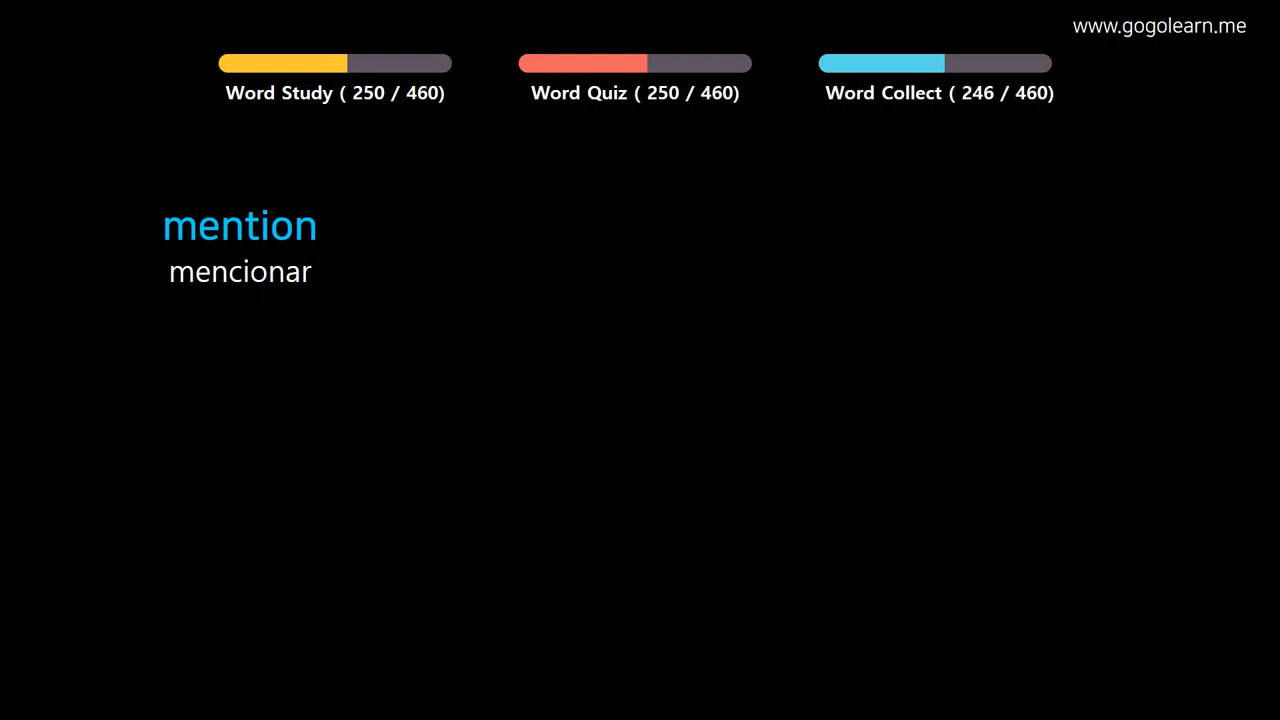 www.gogolearn.me
Word Study ( 250 / 460)
Word Quiz ( 250 / 460)
Word Collect ( 246 / 460)
mention
mencionar